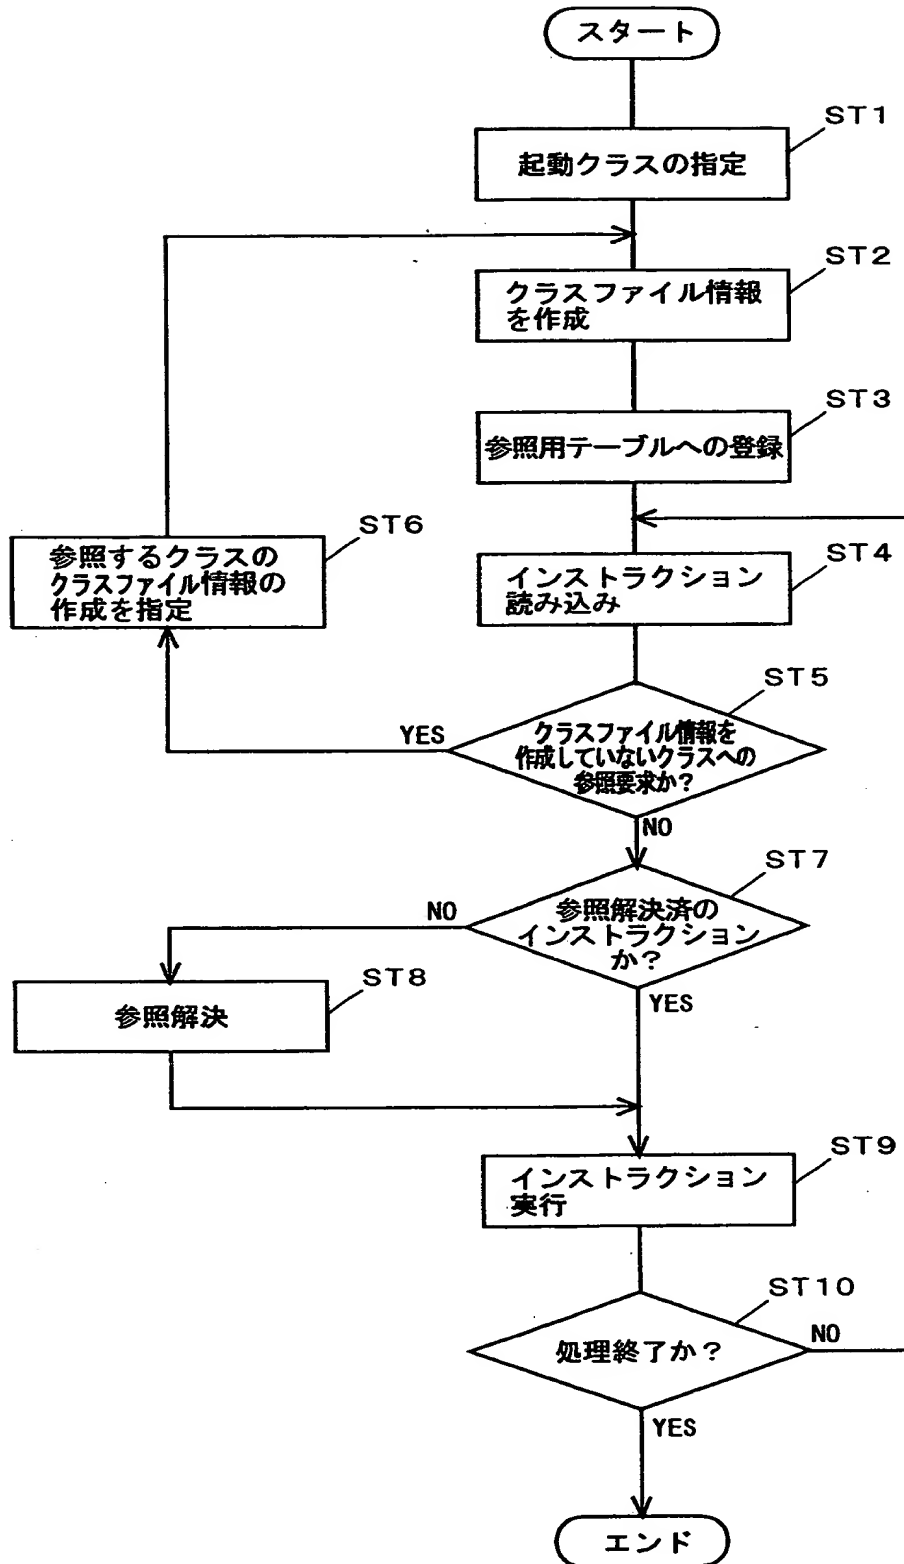 スタート
ST1
起動クラスの指定
ST2
クラスファイル情報
を作成
ST3
参照用テーブルへの登録
ST6
参照するクラスの
クラスファイル情報の
作成を指定
ST4
インストラクション
読み込み
ST5
クラスファイル情報を
作成していないクラスへの
参照要求か?
YES
NO
ST7
参照解決済の
インストラクション
か?
NO
YES
ST8
参照解決
ST9
インストラクション
実行
ST10
処理終了か?
NO
YES
エンド